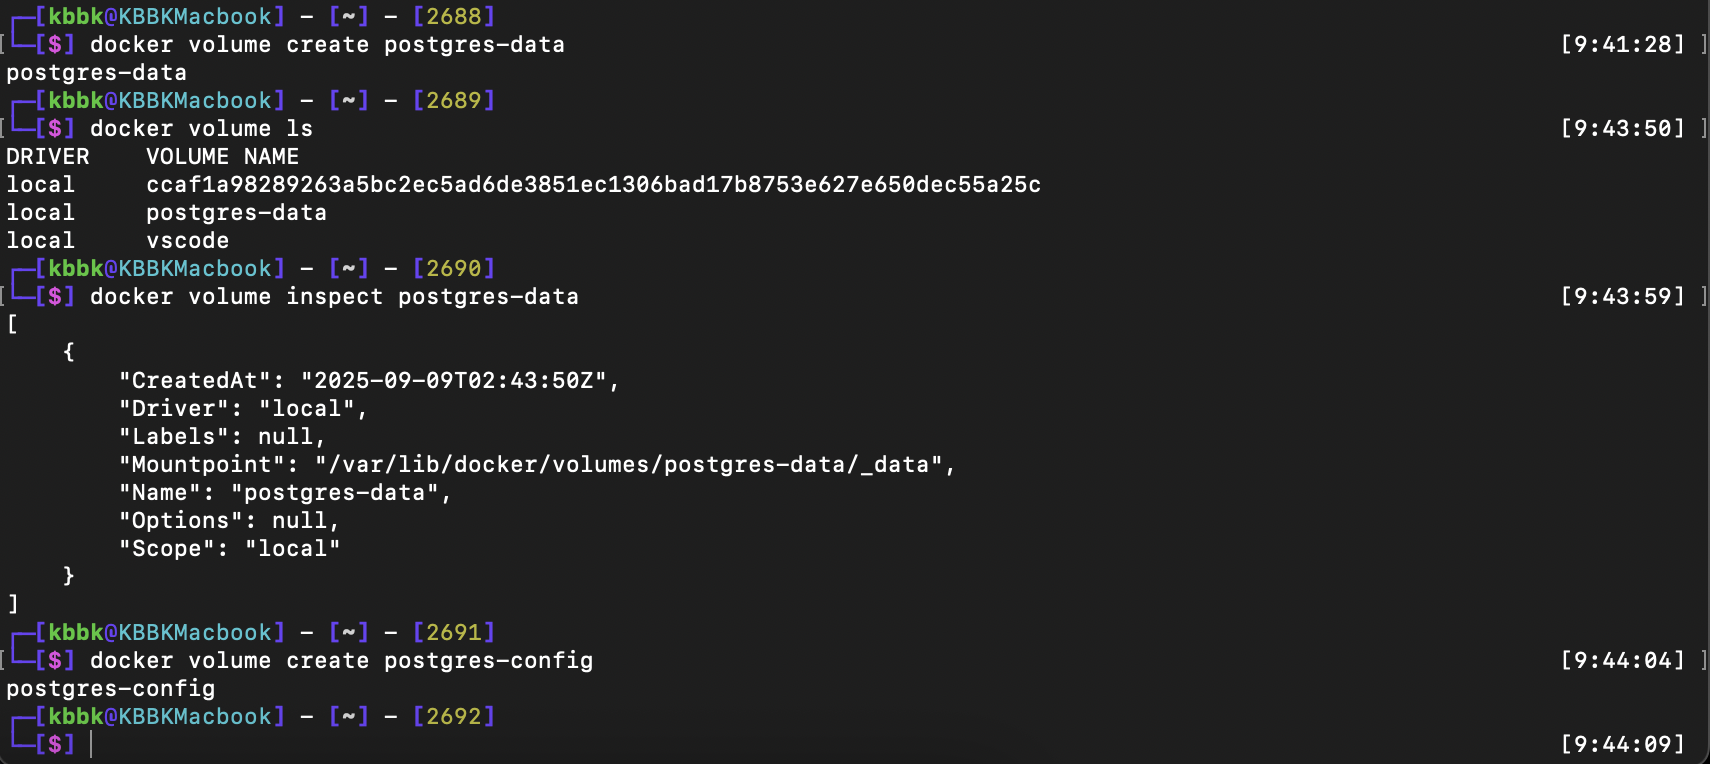 ┌─[kbbk@KBBKMacbook] - [~] - [2688]
[└─[$] docker volume create postgres-data [9:41:28] ]
postgres-data
┌─[kbbk@KBBKMacbook] - [~] - [2689]
[└─[$] docker volume ls [9:43:50] ]
DRIVER    VOLUME NAME
local     ccaf1a98289263a5bc2ec5ad6de3851ec1306bad17b8753e627e650dec55a25c
local     postgres-data
local     vscode
┌─[kbbk@KBBKMacbook] - [~] - [2690]
[└─[$] docker volume inspect postgres-data [9:43:59] ]
[
    {
        "CreatedAt": "2025-09-09T02:43:50Z",
        "Driver": "local",
        "Labels": null,
        "Mountpoint": "/var/lib/docker/volumes/postgres-data/_data",
        "Name": "postgres-data",
        "Options": null,
        "Scope": "local"
    }
]
┌─[kbbk@KBBKMacbook] - [~] - [2691]
[└─[$] docker volume create postgres-config [9:44:04] ]
postgres-config
┌─[kbbk@KBBKMacbook] - [~] - [2692]
└─[$] [9:44:09]